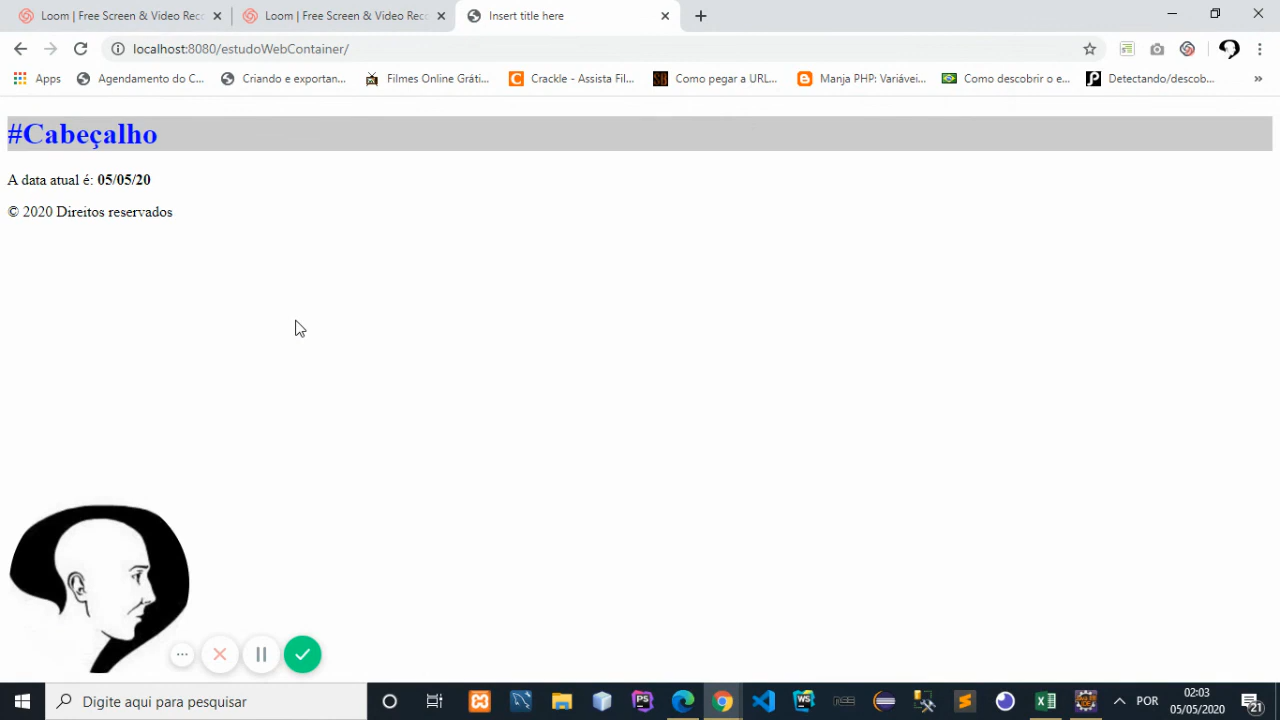 Loom | Free Screen & Video Reco
Loom | Free Screen & Video Reco
Insert title here
localhost:8080/estudoWebContainer/
Apps
Agendamento do C...
Criando e exportan...
Filmes Online Gráti...
Crackle - Assista Fil...
Como pegar a URL...
Manja PHP: Variávei...
Como descobrir o e...
Detectando/descob...
»
#Cabeçalho
A data atual é: 05/05/20
© 2020 Direitos reservados
Digite aqui para pesquisar
POR
02:03
05/05/2020
21